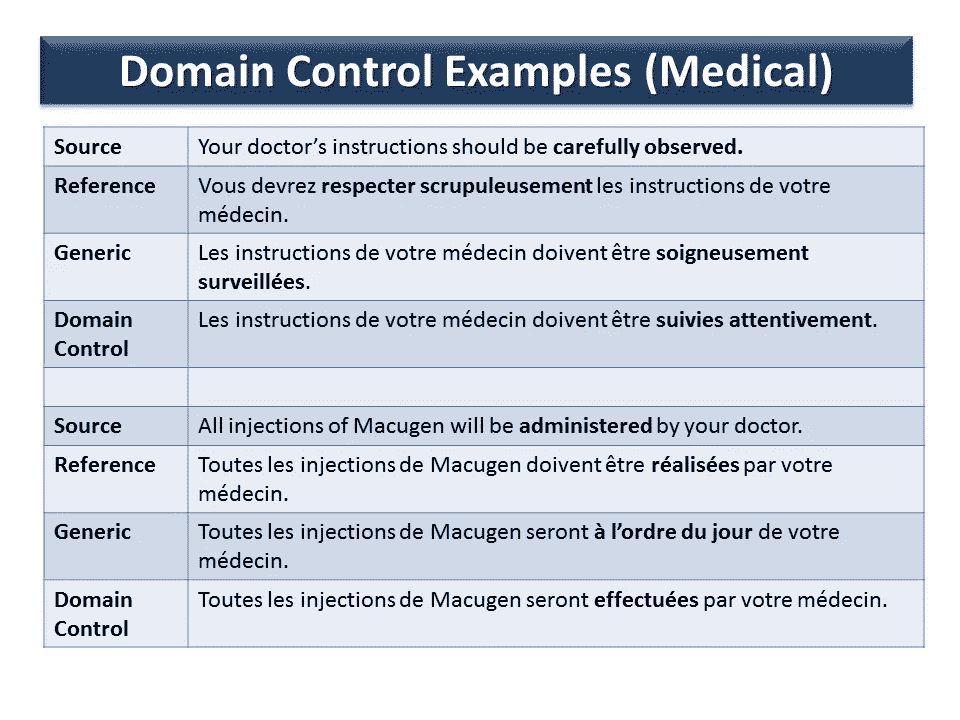 Domain Control Examples (Medical)
Source Your doctor’s instructions should be carefully observed.
Reference Vous devrez respecter scrupuleusement les instructions de votre
médecin.
Generic Les instructions de votre médecin doivent être soigneusement
surveillées.
Domain Les instructions de votre médecin doivent être suivies attentivement.
Control
Source All injections of Macugen will be administered by your doctor.
Reference Toutes les injections de Macugen doivent être réalisées par votre
médecin.
Generic Toutes les injections de Macugen seront à l’ordre du jour de votre
médecin.
Domain Toutes les injections de Macugen seront effectuées par votre médecin.
Control